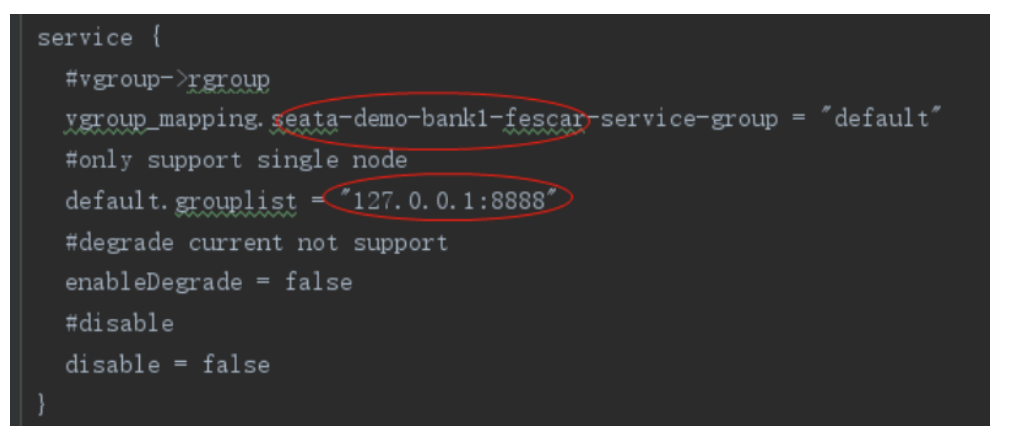 service {
#vgroup->rgroup
vgroup_mapping.seata-demo-bank1-fescar-service-group = "default"
#only support single node
default.grouplist = "127.0.0.1:8888"
#degrade current not support
enableDegrade = false
#disable
disable = false
}